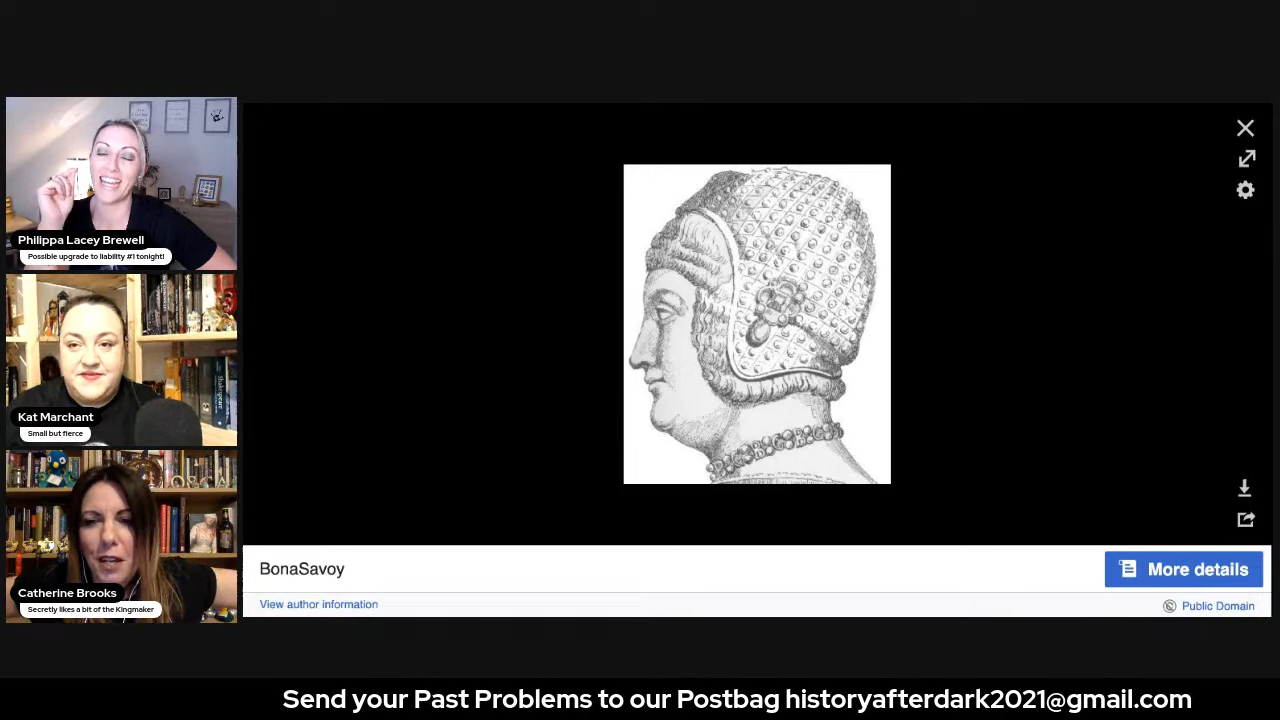 Philippa Lacey Brewell
Possible upgrade to liability #1 tonight!
Kat Marchant
Small but fierce
Shakespeare
Catherine Brooks
Secretly likes a bit of the Kingmaker
BonaSavoy
More details
View author information
Public Domain
Send your Past Problems to our Postbag historyafterdark2021@gmail.com